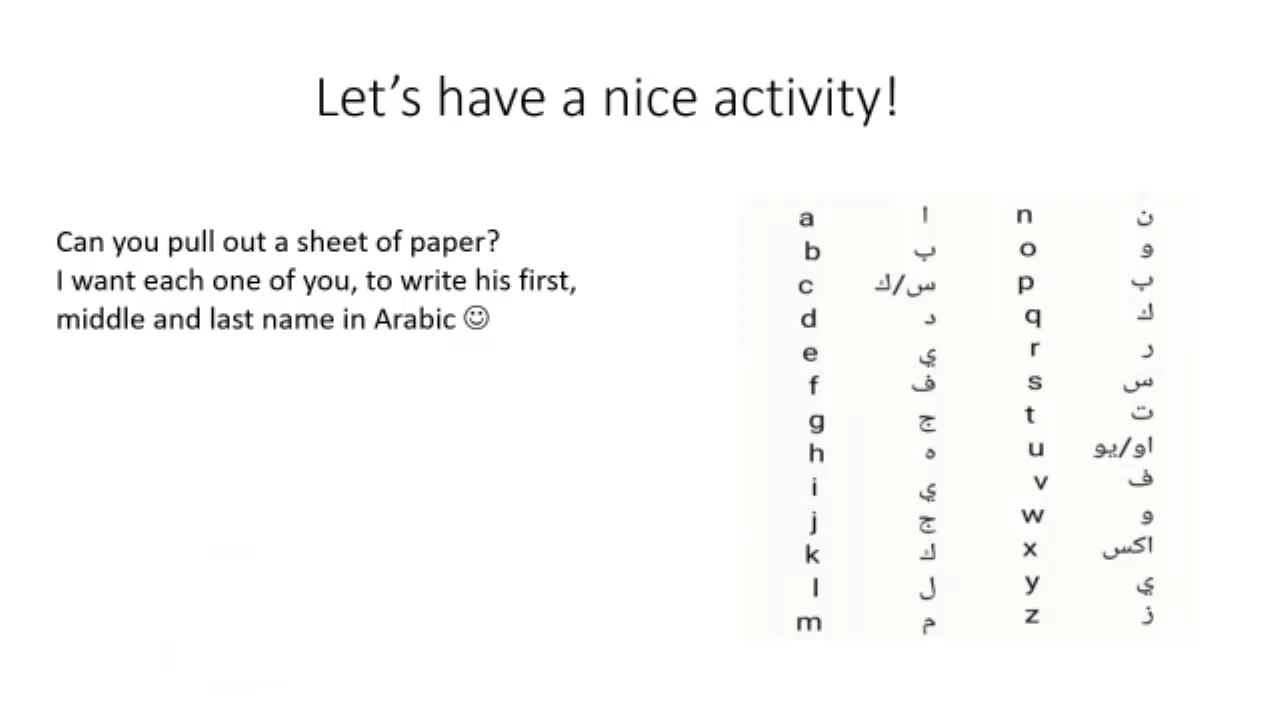 Let's have a nice activity!
Can you pull out a sheet of paper?
I want each one of you, to write his first,
middle and last name in Arabic ☺
a ا n ن
b ب o و
c س/ك p ب
d د q ك
e ي r ر
f ف s س
g ج t ت
h ه u او/يو
i ي v ف
j ج w و
k ك x اكس
l ل y ي
m م z ز